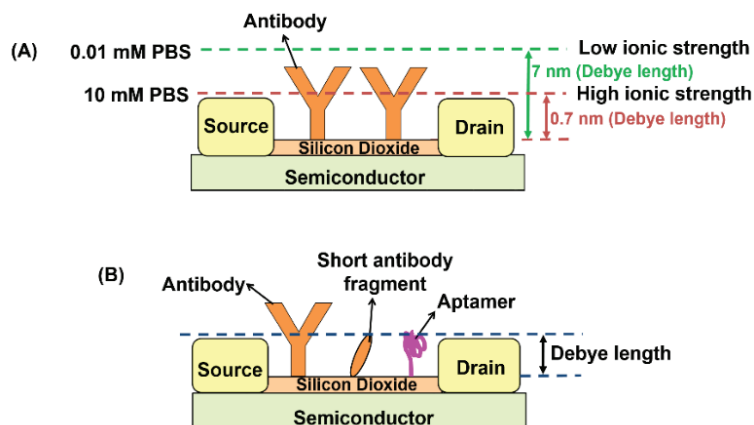 (A)
Antibody
0.01 mM PBS
Low ionic strength
7 nm (Debye length)
10 mM PBS
High ionic strength
0.7 nm (Debye length)
Source
Drain
Silicon Dioxide
Semiconductor
(B)
Antibody
Short antibody
fragment
Aptamer
Debye length
Source
Drain
Silicon Dioxide
Semiconductor